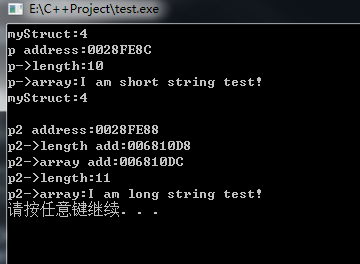 E:\C++Project\test.exe
myStruct:4
p address:0028FE8C
p->length:10
p->array:I am short string test!
myStruct:4
p2 address:0028FE88
p2->length add:006810D8
p2->array add:006810DC
p2->length:11
p2->array:I am long string test!
请按任意键继续. . .